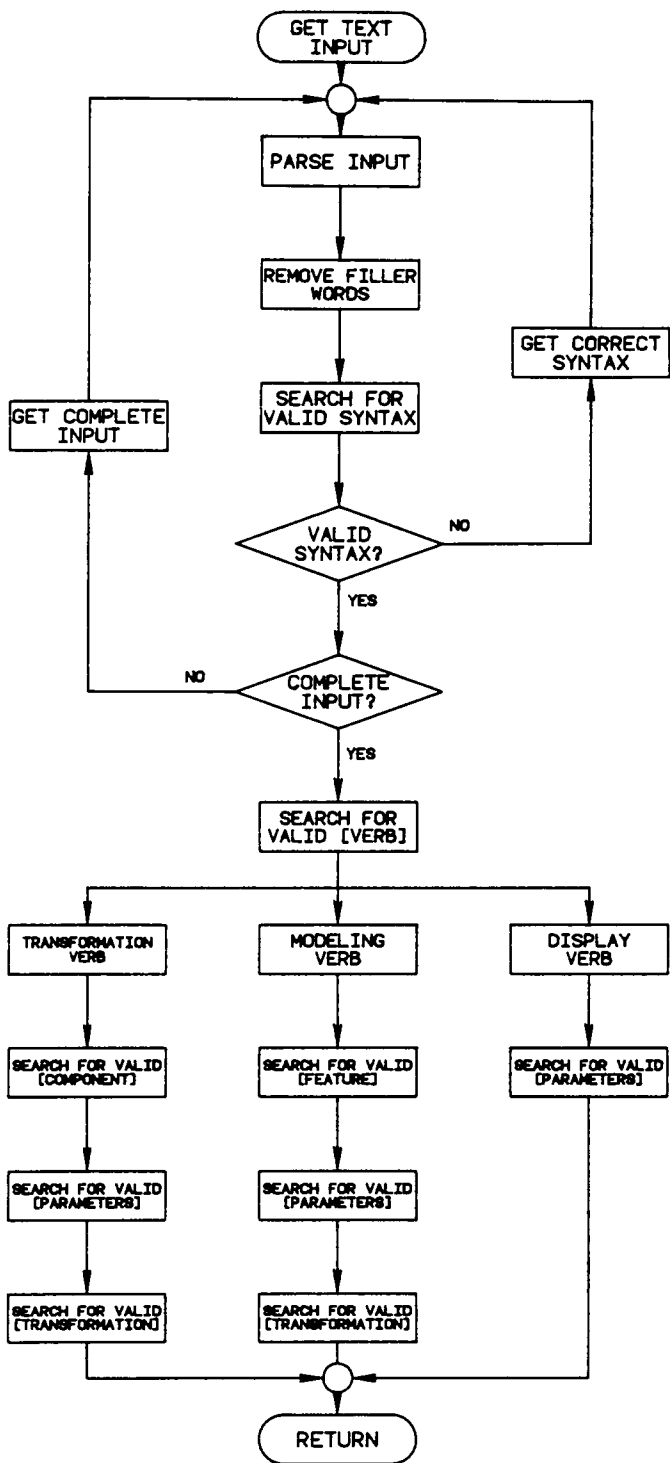 GET TEXT
INPUT
PARSE INPUT
REMOVE FILLER
WORDS
GET CORRECT
SYNTAX
SEARCH FOR
VALID SYNTAX
GET COMPLETE
INPUT
VALID
SYNTAX?
NO
YES
NO
COMPLETE
INPUT?
YES
SEARCH FOR
VALID [VERB]
TRANSFORMATION
VERB
MODELING
VERB
DISPLAY
VERB
SEARCH FOR VALID
[COMPONENT]
SEARCH FOR VALID
[FEATURE]
SEARCH FOR VALID
[PARAMETERS]
SEARCH FOR VALID
[PARAMETERS]
SEARCH FOR VALID
[PARAMETERS]
SEARCH FOR VALID
[TRANSFORMATION]
SEARCH FOR VALID
[TRANSFORMATION]
RETURN